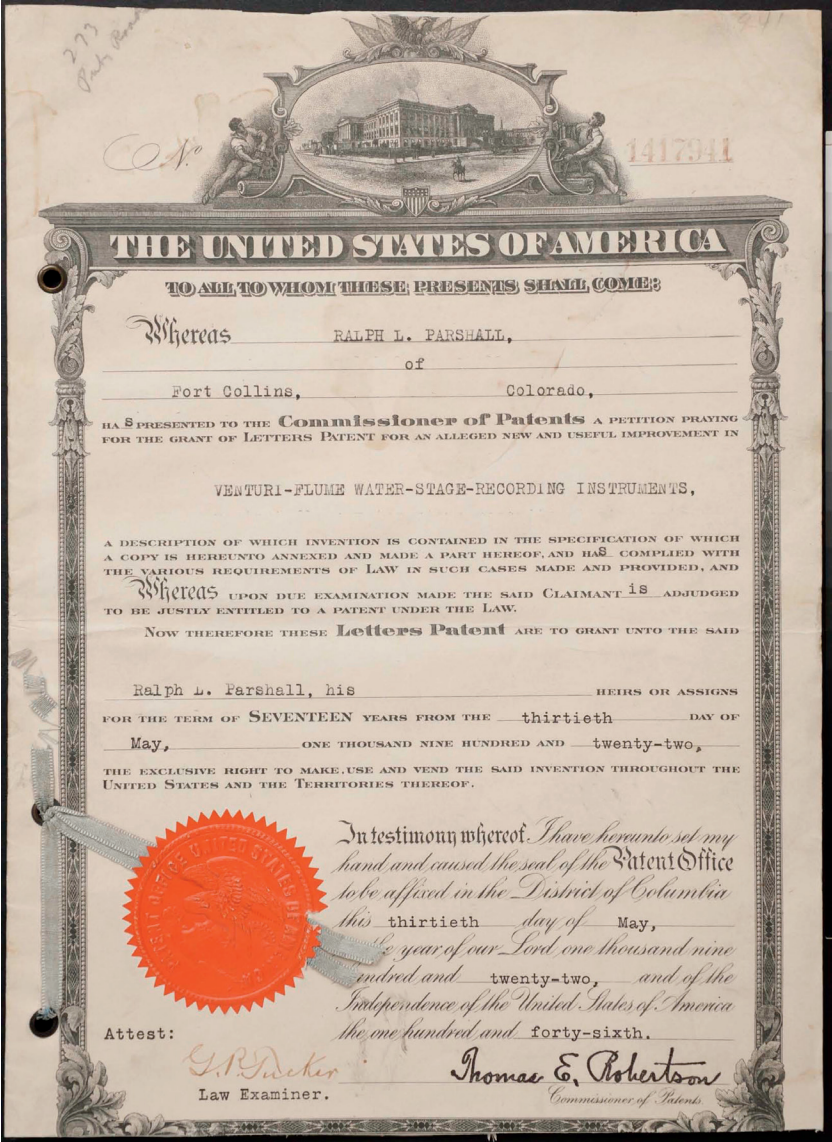 273
No. 1417941
THE UNITED STATES OF AMERICA
TO ALL TO WHOM THESE PRESENTS SHALL COME:
Whereas RALPH L. PARSHALL,
of
Fort Collins, Colorado,
HAS PRESENTED TO THE Commissioner of Patents A PETITION PRAYING
FOR THE GRANT OF LETTERS PATENT FOR AN ALLEGED NEW AND USEFUL IMPROVEMENT IN
VENTURI-FLUME WATER-STAGE-RECORDING INSTRUMENTS,
A DESCRIPTION OF WHICH INVENTION IS CONTAINED IN THE SPECIFICATION OF WHICH
A COPY IS HEREUNTO ANNEXED AND MADE A PART HEREOF, AND HAS COMPLIED WITH
THE VARIOUS REQUIREMENTS OF LAW IN SUCH CASES MADE AND PROVIDED, AND
Whereas UPON DUE EXAMINATION MADE THE SAID CLAIMANT is ADJUDGED
TO BE JUSTLY ENTITLED TO A PATENT UNDER THE LAW.
NOW THEREFORE THESE Letters Patent ARE TO GRANT UNTO THE SAID
Ralph L. Parshall, his HEIRS OR ASSIGNS
FOR THE TERM OF SEVENTEEN YEARS FROM THE thirtieth DAY OF
May, ONE THOUSAND NINE HUNDRED AND twenty-two,
THE EXCLUSIVE RIGHT TO MAKE, USE AND VEND THE SAID INVENTION THROUGHOUT THE
UNITED STATES AND THE TERRITORIES THEREOF.
In testimony whereof I have hereunto set my
hand and caused the seal of the Patent Office
to be affixed in the District of Columbia
this thirtieth day of May,
year of our Lord one thousand nine
hundred and twenty-two, and of the
Independence of the United States of America
the one hundred and forty-sixth.
PATENT OFFICE UNITED STATES OF AMERICA
Attest:
G.P. Tucker
Law Examiner.
Thomas E. Robertson
Commissioner of Patents.